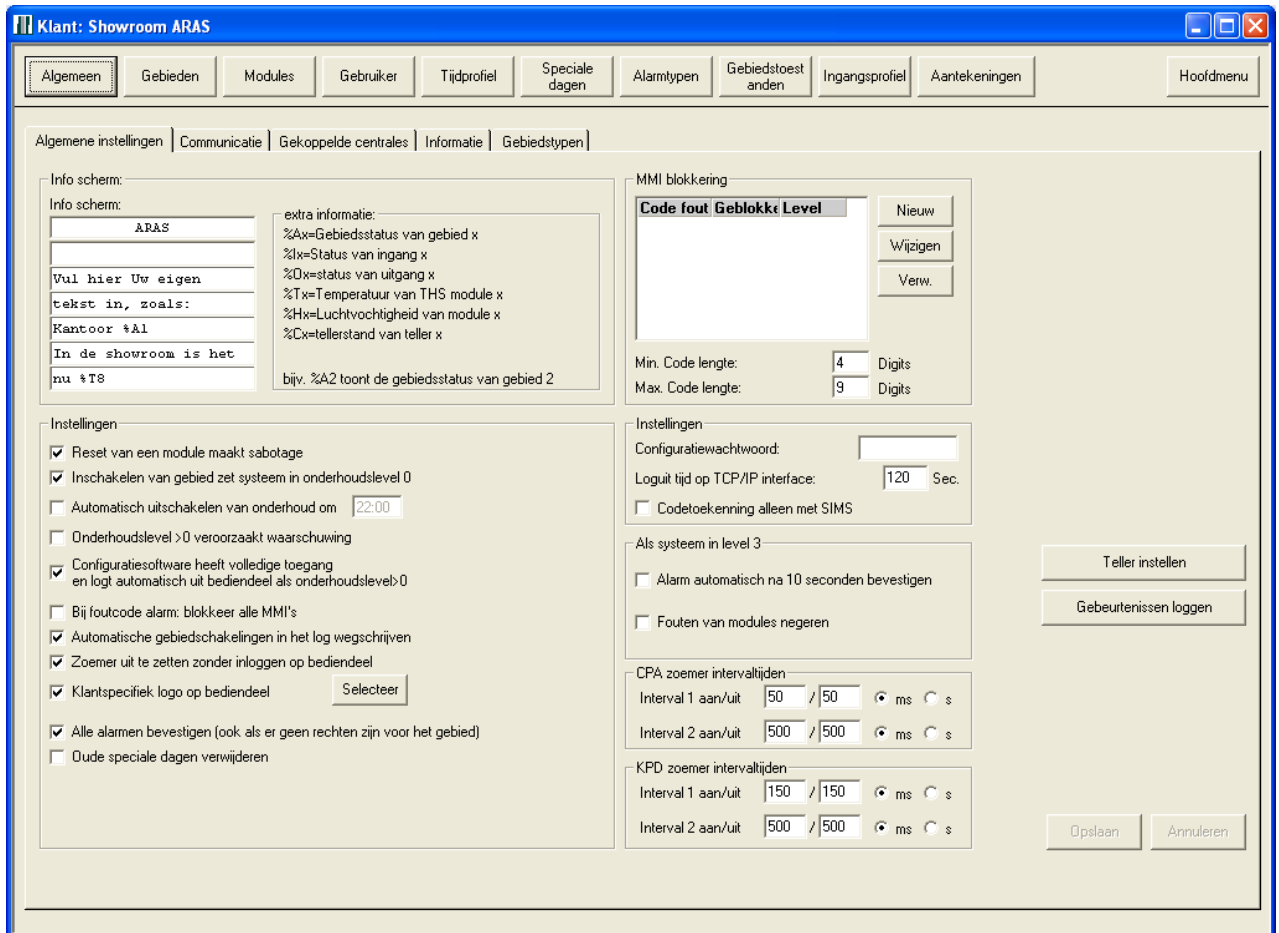 Klant: Showroom ARAS
Algemeen
Gebieden
Modules
Gebruiker
Tijdprofiel
Speciale
dagen
Alarmtypen
Gebiedstoest
anden
Ingangsprofiel
Aantekeningen
Hoofdmenu
Algemene instellingen
Communicatie
Gekoppelde centrales
Informatie
Gebiedstypen
Info scherm:
Info scherm:
ARAS
Vul hier Uw eigen
tekst in, zoals:
Kantoor %A1
In de showroom is het
nu %T8
extra informatie:
%Ax=Gebiedsstatus van gebied x
%Ix=Status van ingang x
%Ox=status van uitgang x
%Tx=Temperatuur van THS module x
%Hx=Luchtvochtigheid van module x
%Cx=tellerstand van teller x
bijv. %A2 toont de gebiedsstatus van gebied 2
MMI blokkering
Code fout Geblokke Level
Nieuw
Wijzigen
Verw.
Min. Code lengte: 4 Digits
Max. Code lengte: 9 Digits
Instellingen
Reset van een module maakt sabotage
Inschakelen van gebied zet systeem in onderhoudslevel 0
Automatisch uitschakelen van onderhoud om 22:00
Onderhoudslevel >0 veroorzaakt waarschuwing
Configuratiesoftware heeft volledige toegang
en logt automatisch uit bediendeel als onderhoudslevel>0
Bij foutcode alarm: blokkeer alle MMI's
Automatische gebiedschakelingen in het log wegschrijven
Zoemer uit te zetten zonder inloggen op bediendeel
Klantspecifiek logo op bediendeel
Selecteer
Alle alarmen bevestigen (ook als er geen rechten zijn voor het gebied)
Oude speciale dagen verwijderen
Instellingen
Configuratiewachtwoord:
Loguit tijd op TCP/IP interface: 120 Sec.
Codetoekenning alleen met SIMS
Als systeem in level 3
Alarm automatisch na 10 seconden bevestigen
Fouten van modules negeren
CPA zoemer intervaltijden
Interval 1 aan/uit 50 / 50 ms s
Interval 2 aan/uit 500 / 500 ms s
KPD zoemer intervaltijden
Interval 1 aan/uit 150 / 150 ms s
Interval 2 aan/uit 500 / 500 ms s
Teller instellen
Gebeurtenissen loggen
Opslaan
Annuleren